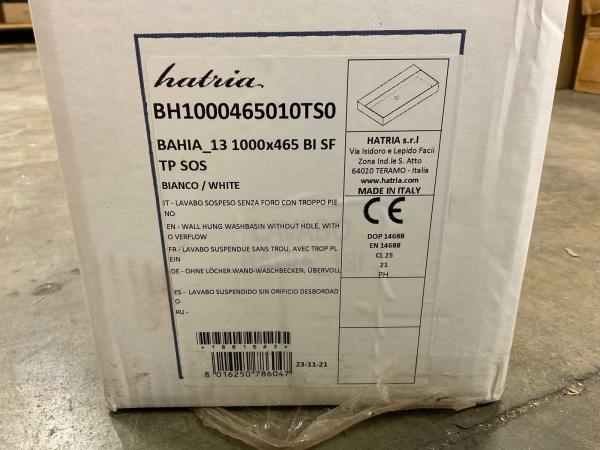 hatria.
BH1000465010TS0
BAHIA_13 1000x465 BI SF
TP SOS
BIANCO / WHITE
IT - LAVABO SOSPESO SENZA FORO CON TROPPO PIE
NO
EN - WALL HUNG WASHBASIN WITHOUT HOLE, WITH
O VERFLOW
FR - LAVABO SUSPENDUE SANS TROU, AVEC TROP PL
EIN
DE - OHNE LÖCHER WAND-WASCHBECKEN, ÜBERVOLL
ES - LAVABO SUSPENDIDO SIN ORIFICIO DESBORDAD
O
RU -
*1661542*
8 016250 786047
23-11-21
HATRIA s.r.l
Via Isidoro e Lepido Facii
Zona Ind.le S. Atto
64020 TERAMO - Italia
www.hatria.com
MADE IN ITALY
CE
DOP 14688
EN 14688
CL 25
21
PH